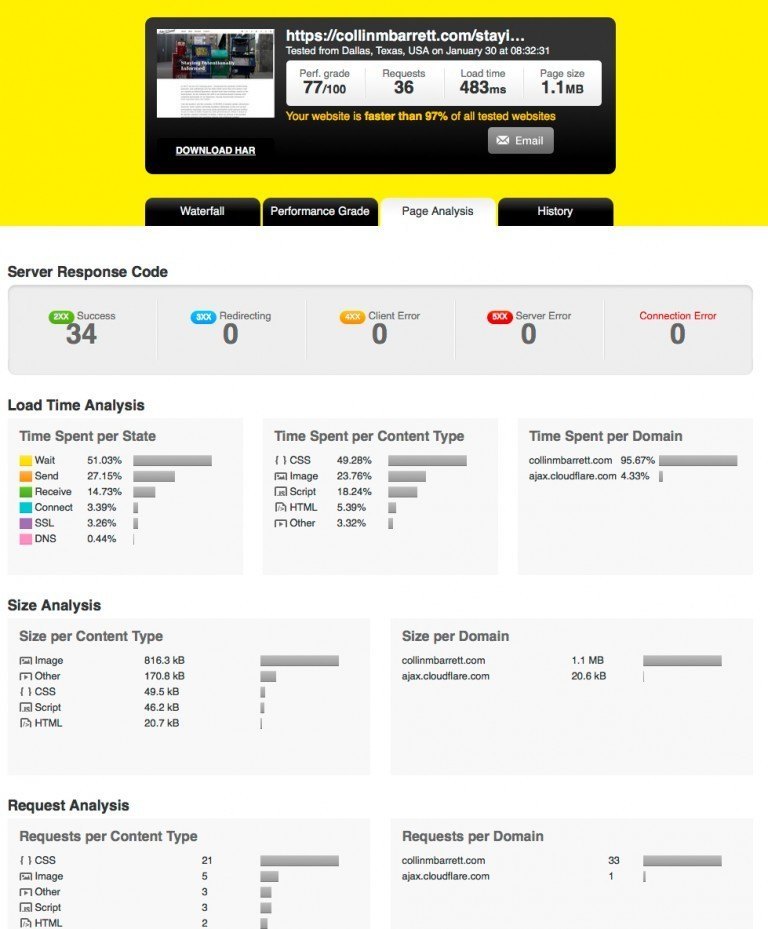 Staying Intentionally
Informed
https://collinmbarrett.com/stayi...
Tested from Dallas, Texas, USA on January 30 at 08:32:31
Perf. grade Requests Load time Page size
77/100 36 483ms 1.1MB
Your website is faster than 97% of all tested websites
DOWNLOAD HAR
Email
Waterfall Performance Grade Page Analysis History
Server Response Code
2XX Success 3XX Redirecting 4XX Client Error 5XX Server Error Connection Error
34 0 0 0 0
Load Time Analysis
Time Spent per State
Wait 51.03%
Send 27.15%
Receive 14.73%
Connect 3.39%
SSL 3.26%
DNS 0.44%
Time Spent per Content Type
{ } CSS 49.28%
Image 23.76%
Script 18.24%
HTML 5.39%
Other 3.32%
Time Spent per Domain
collinmbarrett.com 95.67%
ajax.cloudflare.com 4.33%
Size Analysis
Size per Content Type
Image 816.3 kB
Other 170.8 kB
{ } CSS 49.5 kB
Script 46.2 kB
HTML 20.7 kB
Size per Domain
collinmbarrett.com 1.1 MB
ajax.cloudflare.com 20.6 kB
Request Analysis
Requests per Content Type
{ } CSS 21
Image 5
Other 3
Script 3
HTML 2
Requests per Domain
collinmbarrett.com 33
ajax.cloudflare.com 1